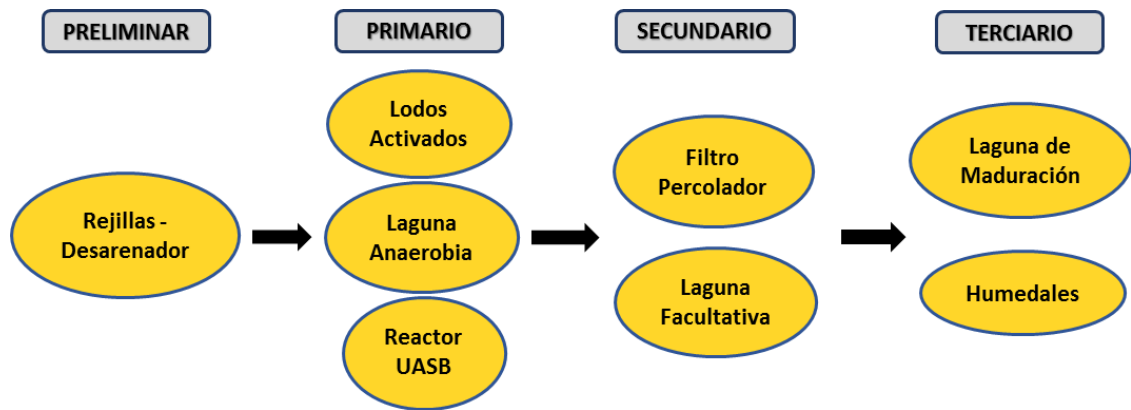 PRELIMINAR
PRIMARIO
SECUNDARIO
TERCIARIO
Rejillas -
Desarenador
Lodos
Activados
Laguna
Anaerobia
Reactor
UASB
Filtro
Percolador
Laguna
Facultativa
Laguna de
Maduración
Humedales